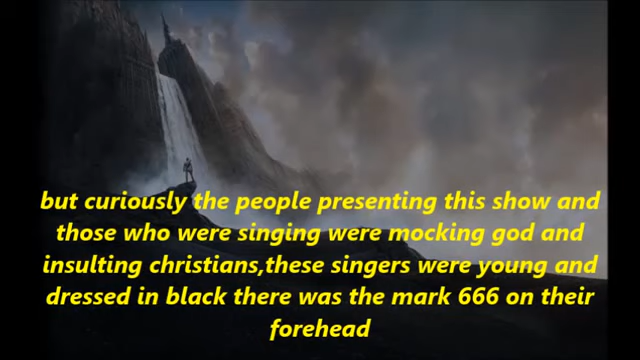 but curiously the people presenting this show and
those who were singing were mocking god and
insulting christians,these singers were young and
dressed in black there was the mark 666 on their
forehead